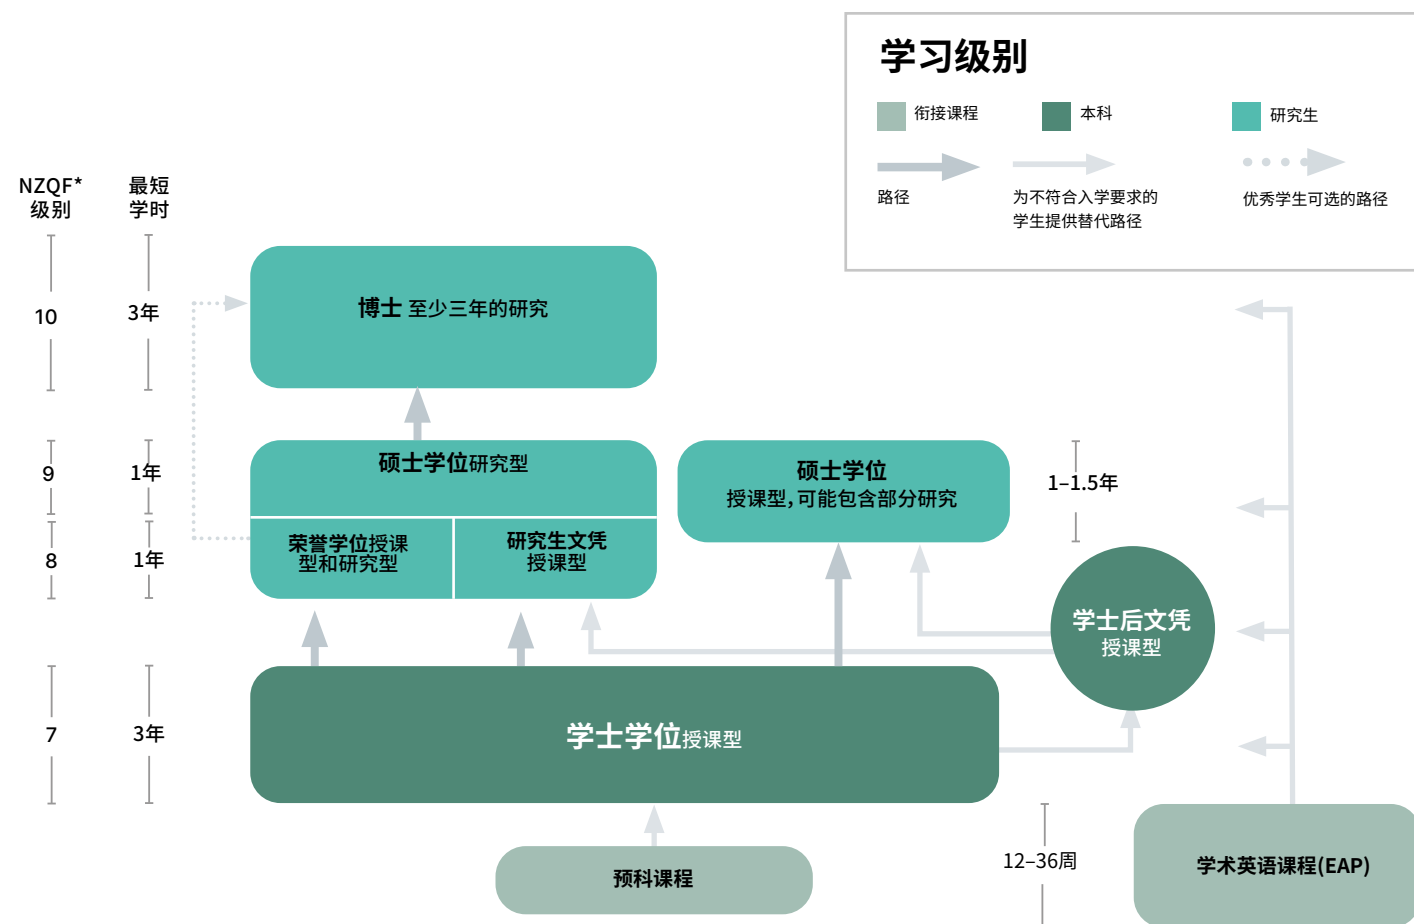 学习级别
衔接课程
本科
研究生
路径
为不符合入学要求的
学生提供替代路径
优秀学生可选的路径
NZQF*
级别
最短
学时
10
3年
博士 至少三年的研究
9
1年
硕士学位研究型
硕士学位
授课型，可能包含部分研究
1–1.5年
8
1年
荣誉学位授课
型和研究型
研究生文凭
授课型
学士后文凭
授课型
7
3年
学士学位授课型
12–36周
预科课程
学术英语课程(EAP)